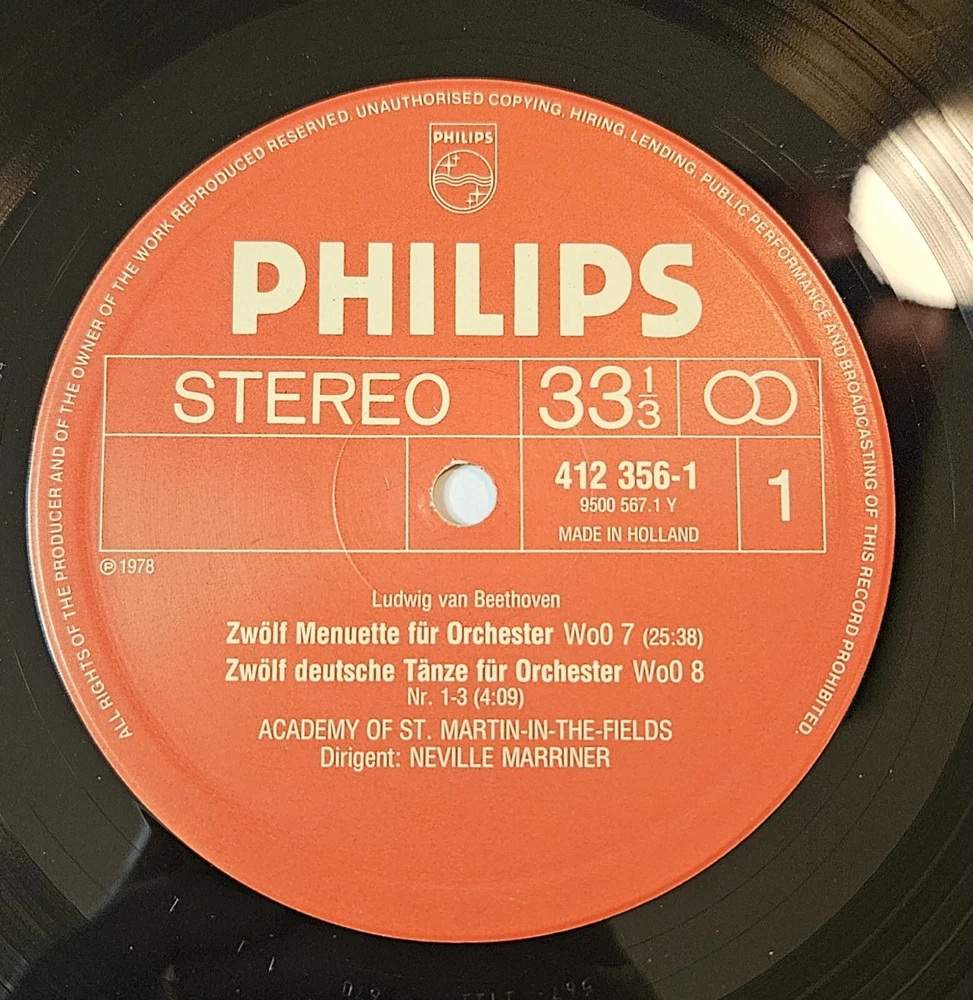 ALL RIGHTS OF THE PRODUCER AND OF THE OWNER OF THE WORK REPRODUCED RESERVED. UNAUTHORISED COPYING, HIRING, LENDING, PUBLIC PERFORMANCE AND BROADCASTING OF THIS RECORD PROHIBITED.
PHILIPS
PHILIPS
STEREO 33 1/3
412 356-1
9500 567.1 Y
MADE IN HOLLAND
1
℗ 1978
Ludwig van Beethoven
Zwölf Menuette für Orchester WoO 7 (25:38)
Zwölf deutsche Tänze für Orchester WoO 8
Nr. 1-3 (4:09)
ACADEMY OF ST. MARTIN-IN-THE-FIELDS
Dirigent: NEVILLE MARRINER